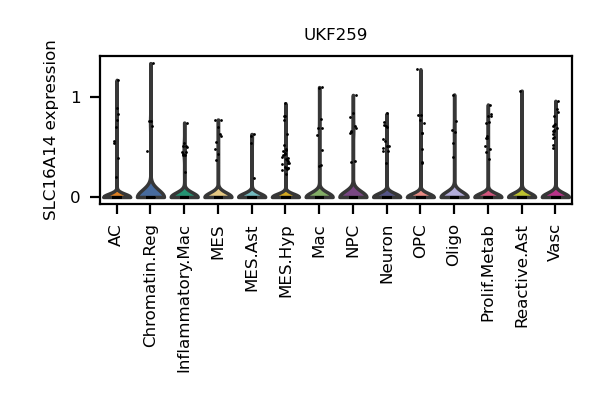 UKF259
SLC16A14 expression
1
0
AC
Chromatin.Reg
Inflammatory.Mac
MES
MES.Ast
MES.Hyp
Mac
NPC
Neuron
OPC
Oligo
Prolif.Metab
Reactive.Ast
Vasc